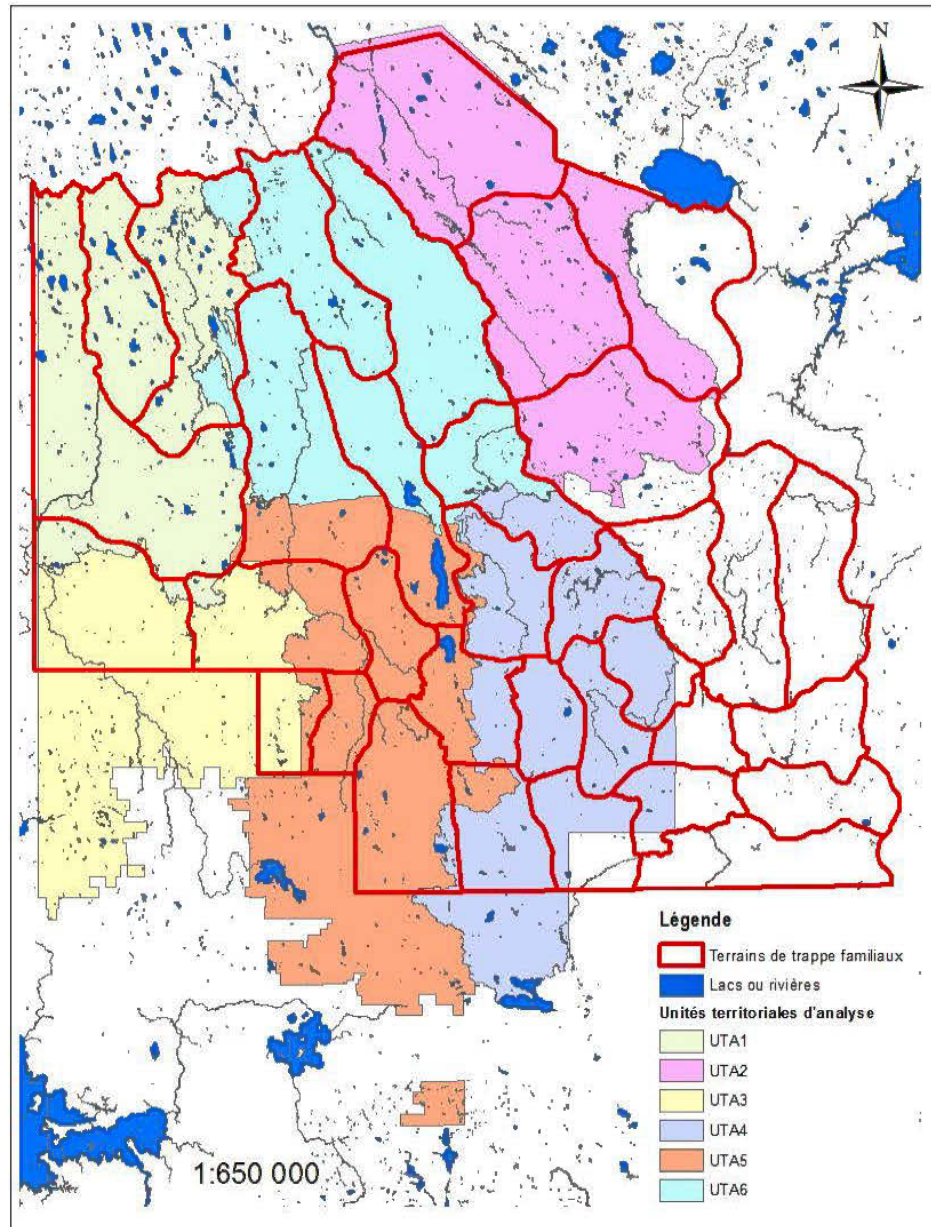 N
Légende
Terrains de trappe familiaux
Lacs ou rivières
Unités territoriales d'analyse
UTA1
UTA2
UTA3
UTA4
UTA5
UTA6
1:650 000